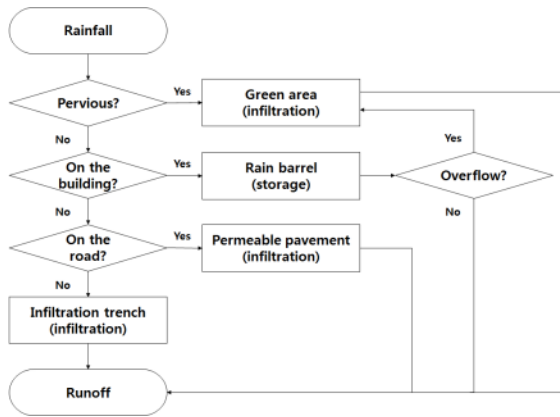 Rainfall
Pervious?
Yes
Green area
(infiltration)
No
Yes
On the
building?
Yes
Rain barrel
(storage)
Overflow?
No
No
On the
road?
Yes
Permeable pavement
(infiltration)
No
Infiltration trench
(infiltration)
Runoff